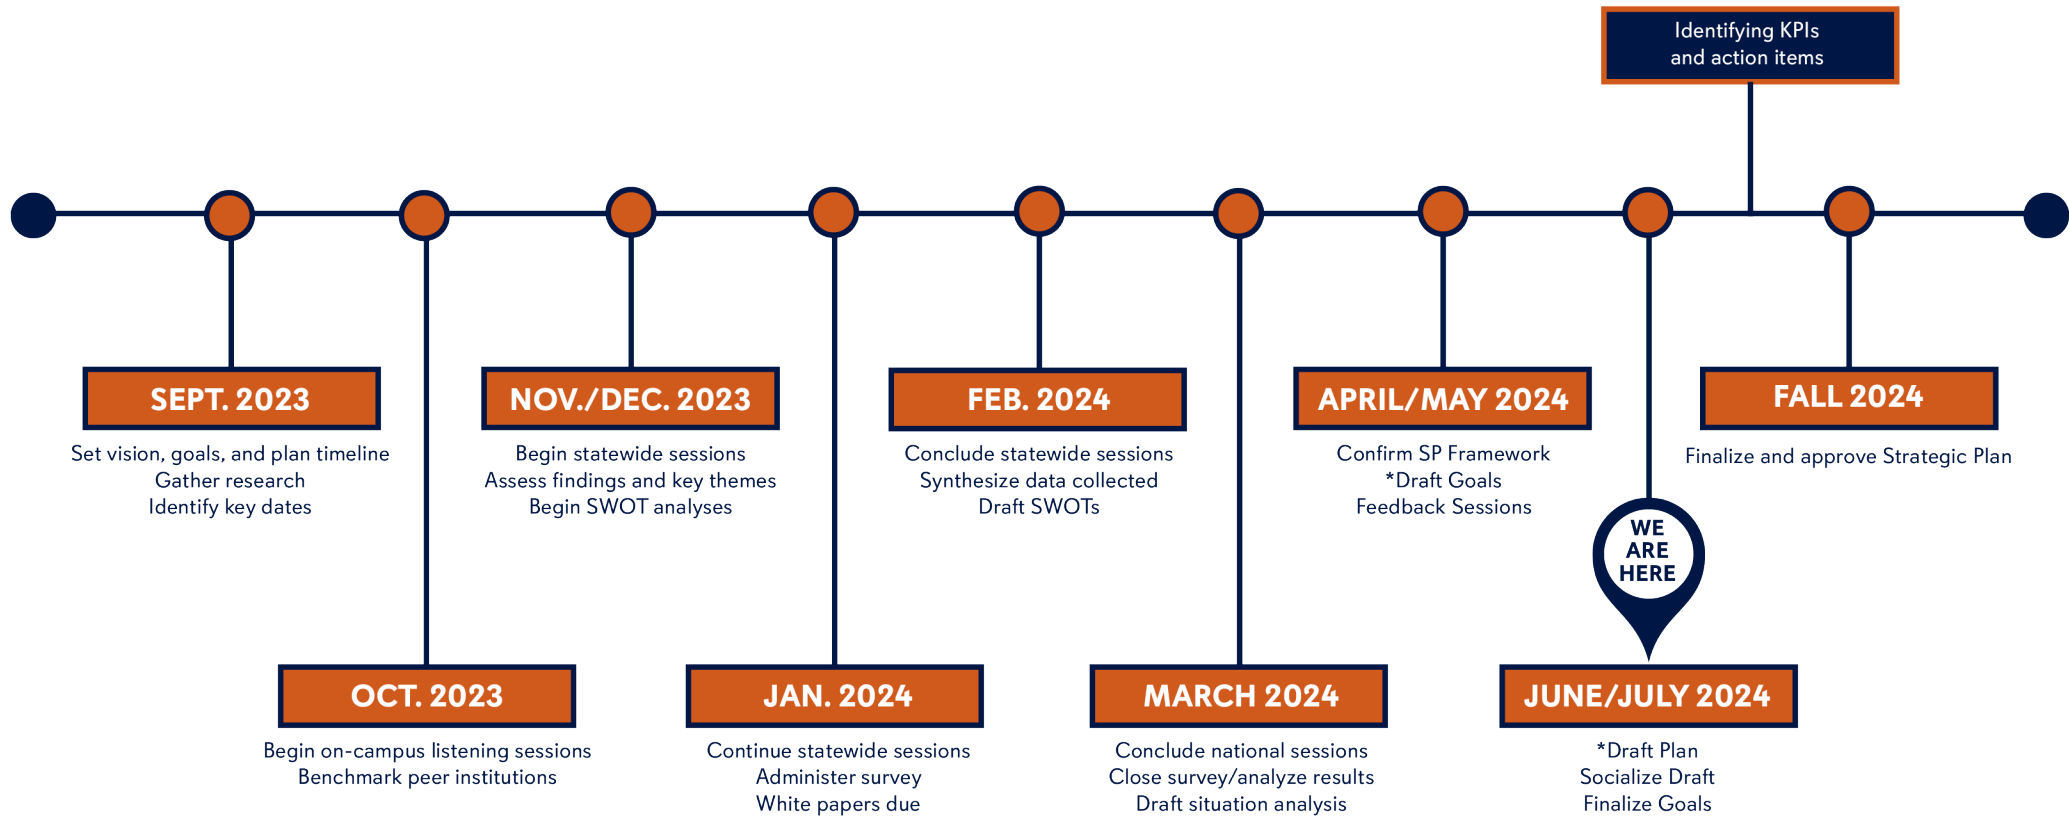 Identifying KPIs
and action items
SEPT. 2023
Set vision, goals, and plan timeline
Gather research
Identify key dates
OCT. 2023
Begin on-campus listening sessions
Benchmark peer institutions
NOV./DEC. 2023
Begin statewide sessions
Assess findings and key themes
Begin SWOT analyses
JAN. 2024
Continue statewide sessions
Administer survey
White papers due
FEB. 2024
Conclude statewide sessions
Synthesize data collected
Draft SWOTs
MARCH 2024
Conclude national sessions
Close survey/analyze results
Draft situation analysis
APRIL/MAY 2024
Confirm SP Framework
*Draft Goals
Feedback Sessions
WE
ARE
HERE
JUNE/JULY 2024
*Draft Plan
Socialize Draft
Finalize Goals
FALL 2024
Finalize and approve Strategic Plan